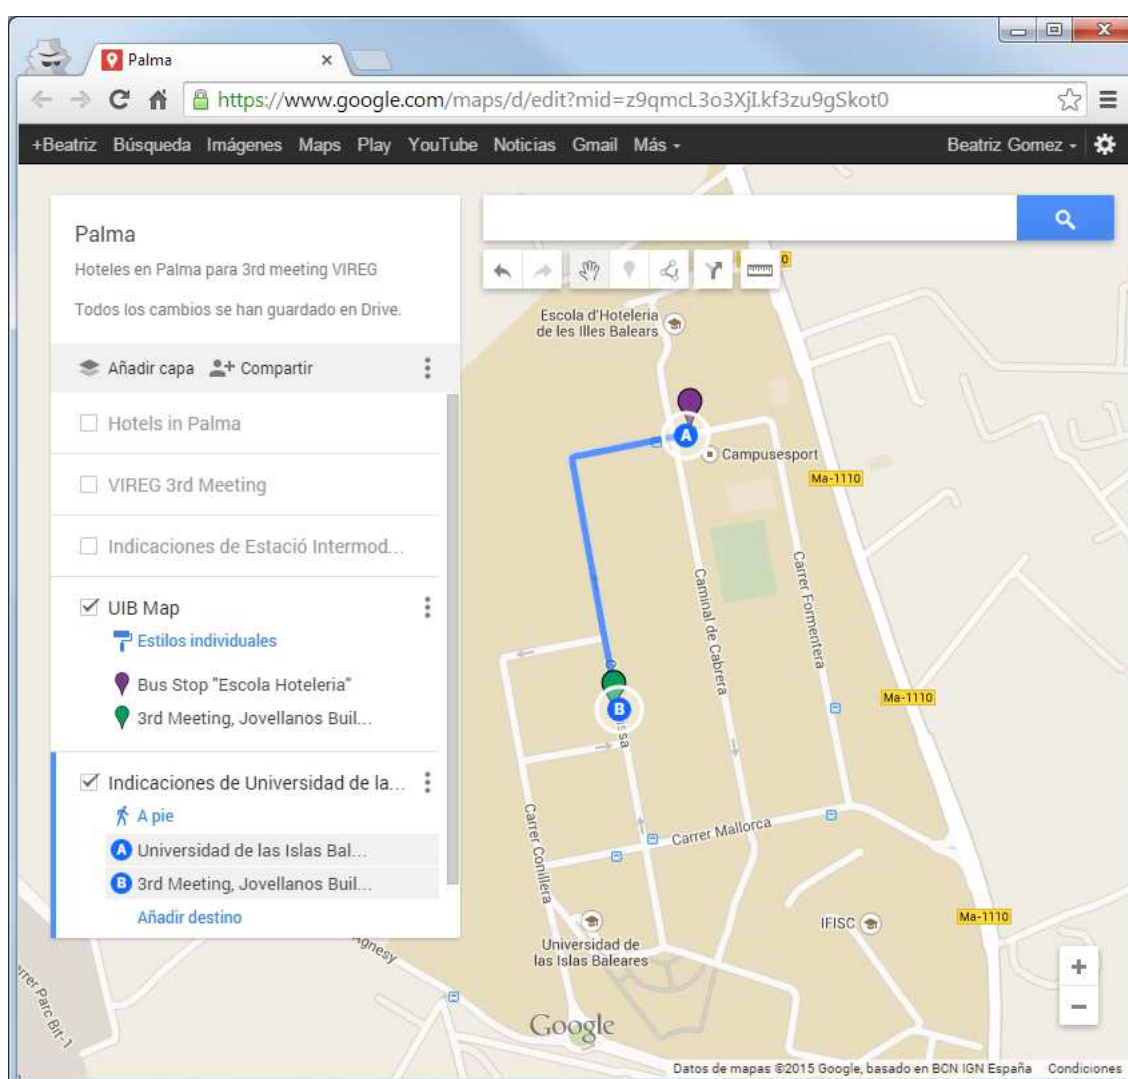 Palma
https://www.google.com/maps/d/edit?mid=z9qmcL3o3XjLkf3zu9gSkot0
+Beatriz Búsqueda Imágenes Maps Play YouTube Noticias Gmail Más
Beatriz Gomez
Palma
Hoteles en Palma para 3rd meeting VIREG
Todos los cambios se han guardado en Drive.
Añadir capa Compartir
Hotels in Palma
VIREG 3rd Meeting
Indicaciones de Estació Intermod...
UIB Map
Estilos individuales
Bus Stop "Escola Hoteleria"
3rd Meeting, Jovellanos Buil...
Indicaciones de Universidad de la...
A pie
A Universidad de las Islas Bal...
B 3rd Meeting, Jovellanos Buil...
Añadir destino
Escola d'Hoteleria
de les Illes Balears
A
Campusesport
Ma-1110
Carrer Formentera
Caminal de Cabrera
B
Ma-1110
Carrer Mallorca
Carrer Conillera
IFISC
Ma-1110
Universidad de
las Islas Baleares
Carrer Parc Bit-1
Google
Datos de mapas ©2015 Google, basado en BCN IGN España Condiciones